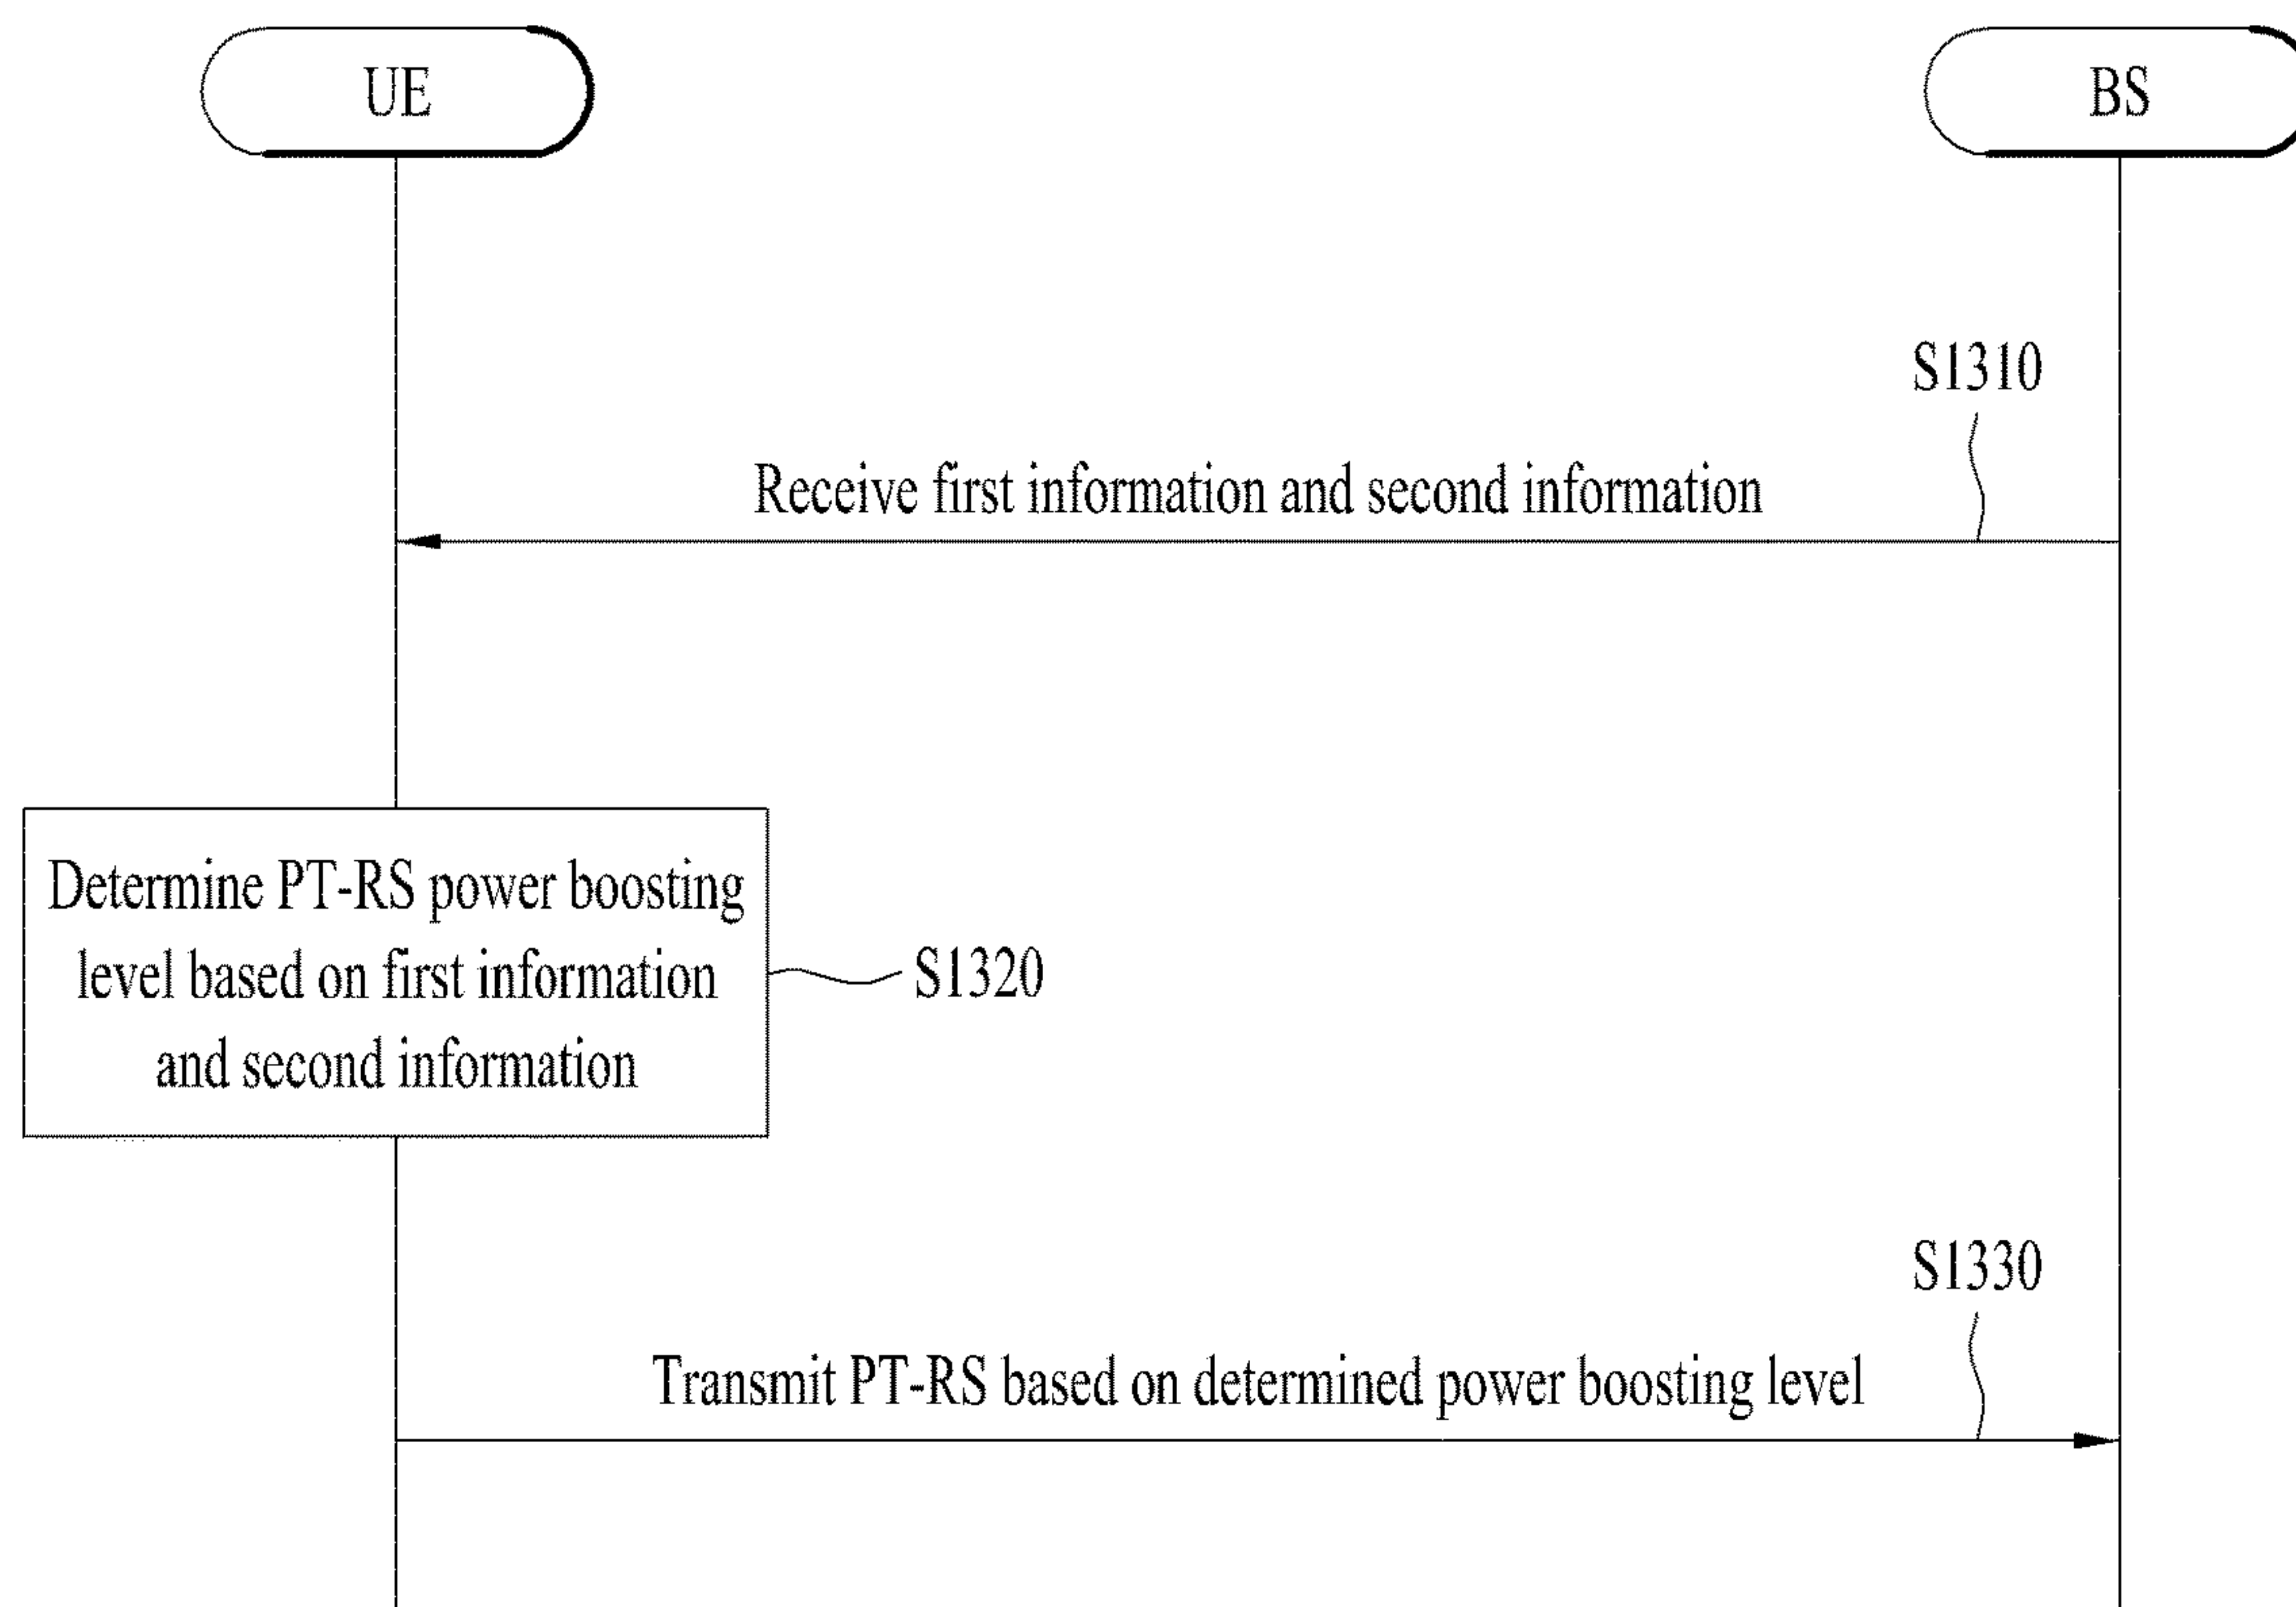 UE
BS
S1310
Receive first information and second information
Determine PT-RS power boosting
level based on first information
and second information
S1320
S1330
Transmit PT-RS based on determined power boosting level